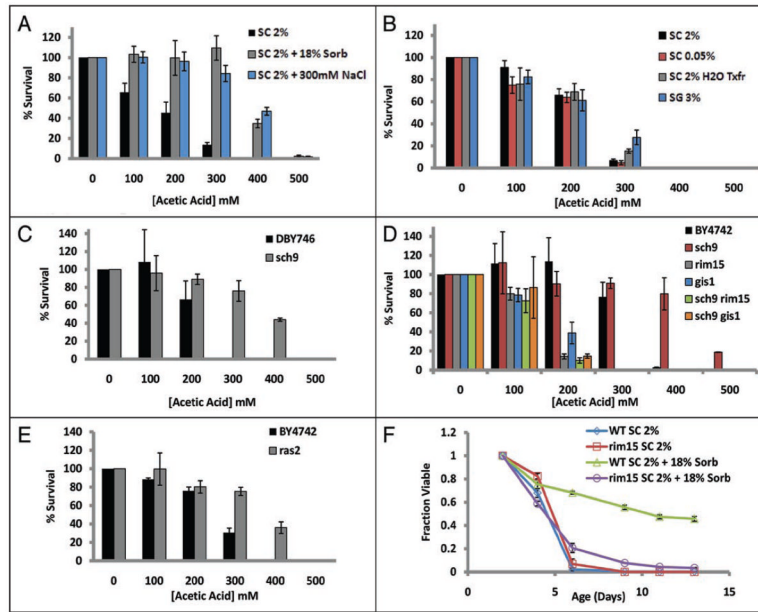 A
120
100
80
60
40
20
0
% Survival
SC 2%
SC 2% + 18% Sorb
SC 2% + 300mM NaCl
0 100 200 300 400 500
[Acetic Acid] mM
B
120
100
80
60
40
20
0
% Survival
SC 2%
SC 0.05%
SC 2% H2O Txfr
SG 3%
0 100 200 300 400 500
[Acetic Acid] mM
C
140
120
100
80
60
40
20
0
% Survival
DBY746
sch9
0 100 200 300 400 500
[Acetic Acid] mM
D
140
120
100
80
60
40
20
0
% Survival
BY4742
sch9
rim15
gis1
sch9 rim15
sch9 gis1
0 100 200 300 400 500
[Acetic Acid] mM
E
140
120
100
80
60
40
20
0
% Survival
BY4742
ras2
0 100 200 300 400 500
[Acetic Acid] mM
F
1.2
1
0.8
0.6
0.4
0.2
0
Fraction Viable
WT SC 2%
rim15 SC 2%
WT SC 2% + 18% Sorb
rim15 SC 2% + 18% Sorb
0 5 10 15
Age (Days)